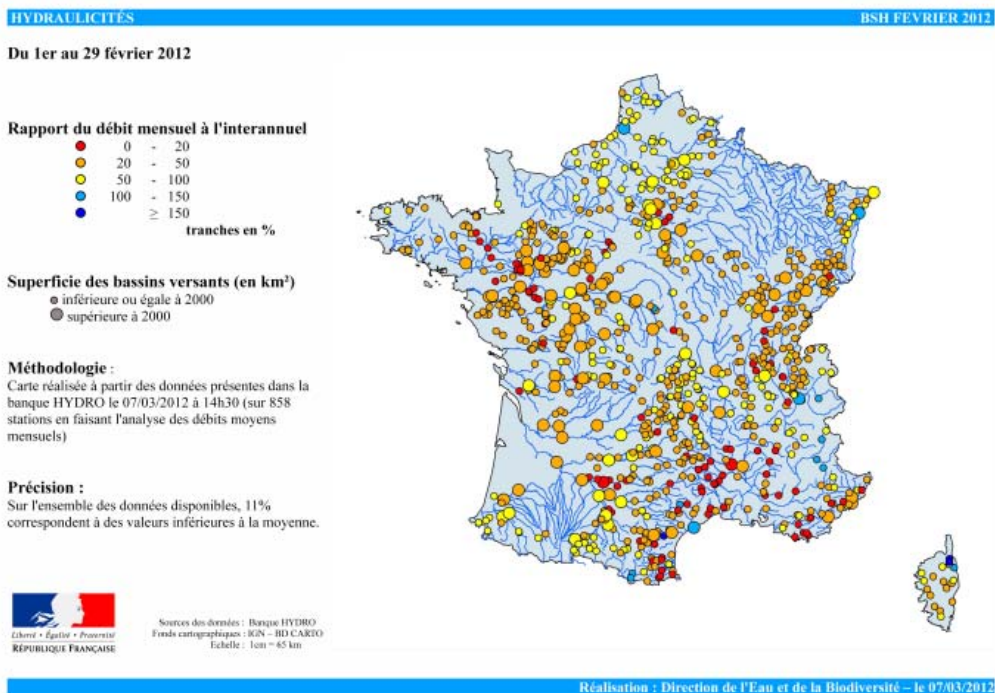 HYDRAULICITÉS
BSH FEVRIER 2012
Du 1er au 29 février 2012
Rapport du débit mensuel à l'interannuel
0 - 20
20 - 50
50 - 100
100 - 150
≥ 150
tranches en %
Superficie des bassins versants (en km²)
inférieure ou égale à 2000
supérieure à 2000
Méthodologie :
Carte réalisée à partir des données présentes dans la
banque HYDRO le 07/03/2012 à 14h30 (sur 858
stations en faisant l'analyse des débits moyens
mensuels)
Précision :
Sur l'ensemble des données disponibles, 11%
correspondent à des valeurs inférieures à la moyenne.
Liberté • Égalité • Fraternité
RÉPUBLIQUE FRANÇAISE
Sources des données : Banque HYDRO
Fonds cartographiques : IGN - BD CARTO
Echelle : 1cm = 65 km
Réalisation : Direction de l'Eau et de la Biodiversité – le 07/03/2012